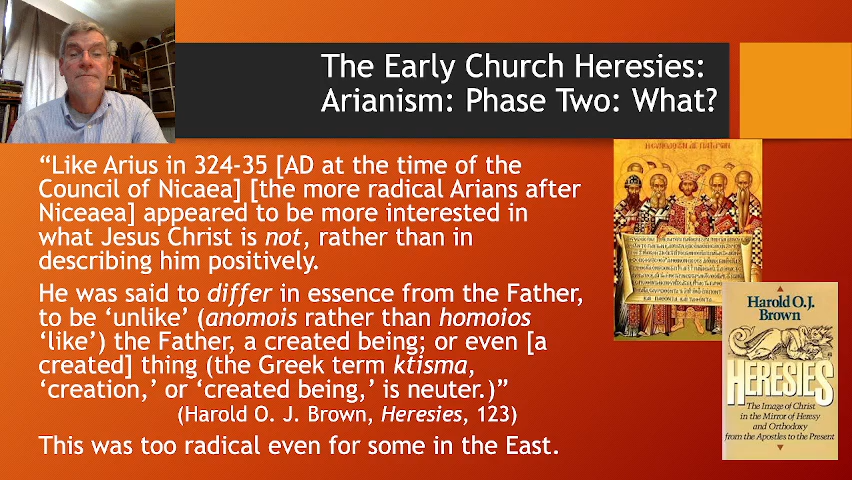 The Early Church Heresies:
Arianism: Phase Two: What?
“Like Arius in 324-35 [AD at the time of the
Council of Nicaea] [the more radical Arians after
Niceaea] appeared to be more interested in
what Jesus Christ is not, rather than in
describing him positively.
He was said to differ in essence from the Father,
to be ‘unlike’ (anomois rather than homoios
‘like’) the Father, a created being; or even [a
created] thing (the Greek term ktisma,
‘creation,’ or ‘created being,’ is neuter.)”
(Harold O. J. Brown, Heresies, 123)
This was too radical even for some in the East.
Harold O.J.
Brown
HERESIES
The Image of Christ
in the Mirror of Heresy
and Orthodoxy
from the Apostles to the Present